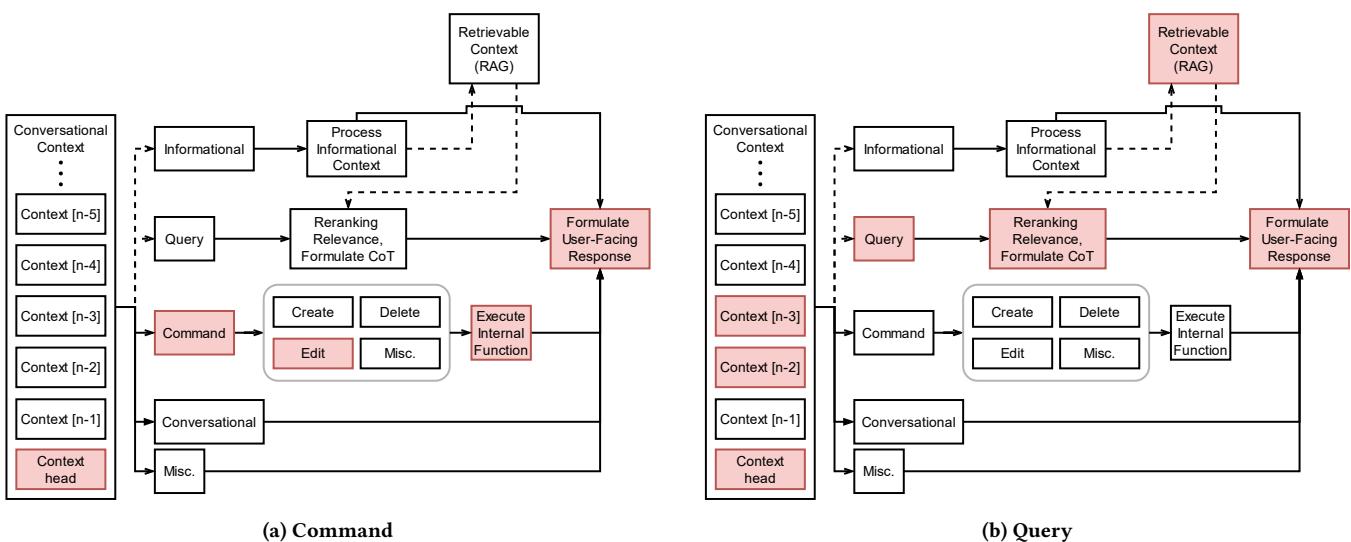 Retrievable
Context
(RAG)
Conversational
Context
Context [n-5]
Context [n-4]
Context [n-3]
Context [n-2]
Context [n-1]
Context
head
Informational
Process
Informational
Context
Query
Reranking
Relevance,
Formulate CoT
Formulate
User-Facing
Response
Command
Create
Delete
Edit
Misc.
Execute
Internal
Function
Conversational
Misc.
(a) Command
Retrievable
Context
(RAG)
Conversational
Context
Context [n-5]
Context [n-4]
Context [n-3]
Context [n-2]
Context [n-1]
Context
head
Informational
Process
Informational
Context
Query
Reranking
Relevance,
Formulate CoT
Formulate
User-Facing
Response
Command
Create
Delete
Edit
Misc.
Execute
Internal
Function
Conversational
Misc.
(b) Query